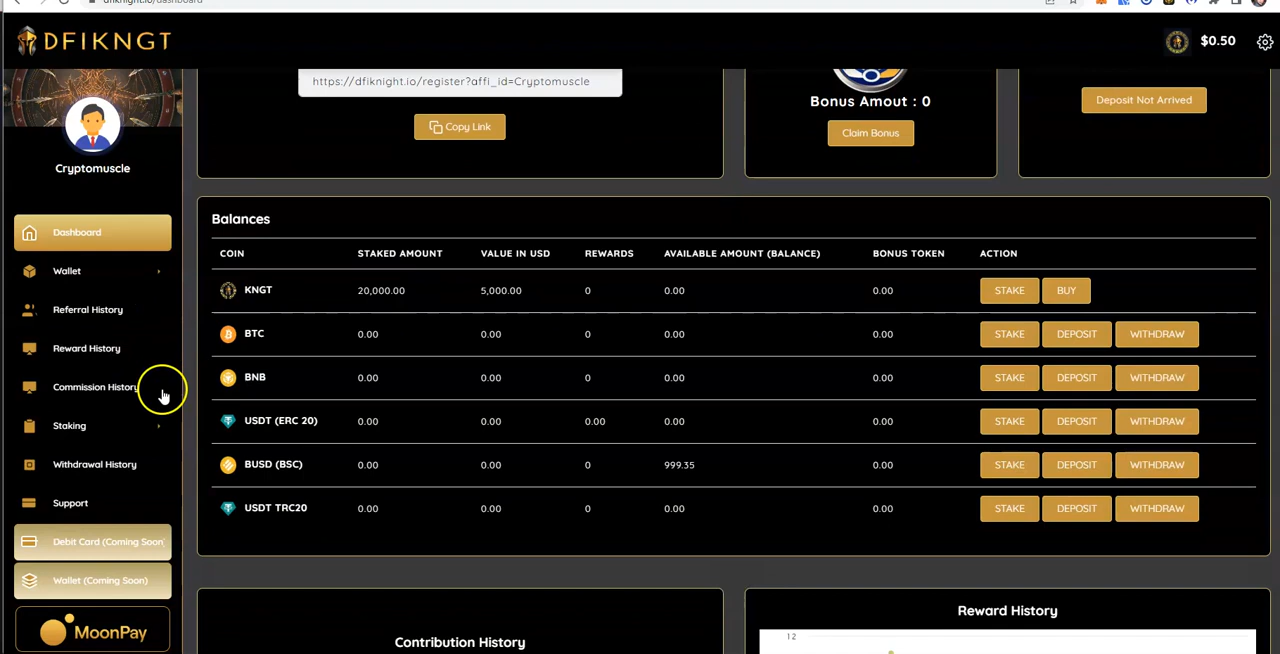 dfiknight.io/dashboard
DFIKNGT
$0.50
https://dfiknight.io/register?affi_id=Cryptomuscle
Copy Link
Bonus Amout : 0
Claim Bonus
Deposit Not Arrived
Cryptomuscle
Dashboard
Wallet
Referral History
Reward History
Commission History
Staking
Withdrawal History
Support
Debit Card (Coming Soon)
Wallet (Coming Soon)
MoonPay
Balances
COIN STAKED AMOUNT VALUE IN USD REWARDS AVAILABLE AMOUNT (BALANCE) BONUS TOKEN ACTION
KNGT 20,000.00 5,000.00 0 0.00 0.00 STAKE BUY
BTC 0.00 0.00 0 0.00 0.00 STAKE DEPOSIT WITHDRAW
BNB 0.00 0.00 0 0.00 0.00 STAKE DEPOSIT WITHDRAW
USDT (ERC 20) 0.00 0.00 0.00 0.00 0.00 STAKE DEPOSIT WITHDRAW
BUSD (BSC) 0.00 0.00 0 999.35 0.00 STAKE DEPOSIT WITHDRAW
USDT TRC20 0.00 0.00 0 0.00 0.00 STAKE DEPOSIT WITHDRAW
Contribution History
Reward History
12